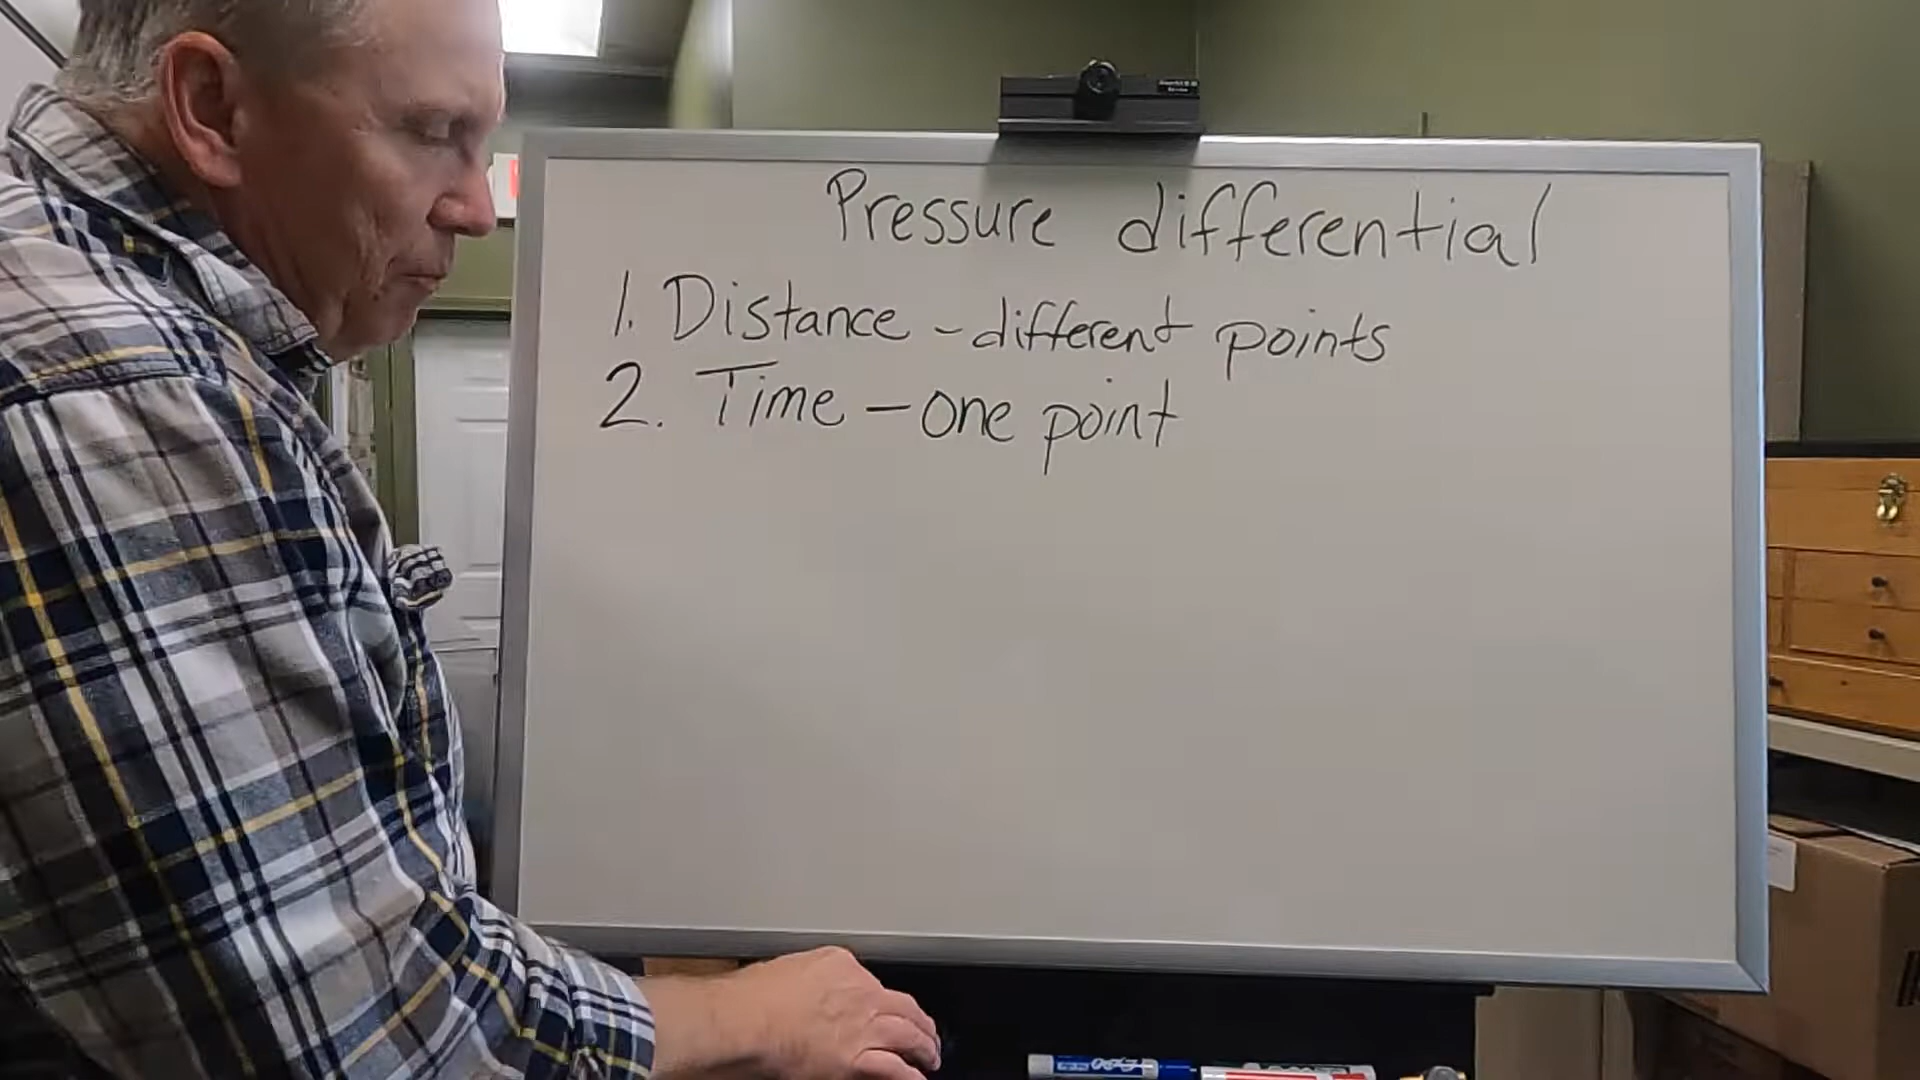 Pressure differential
1. Distance - different points
2. Time - one point